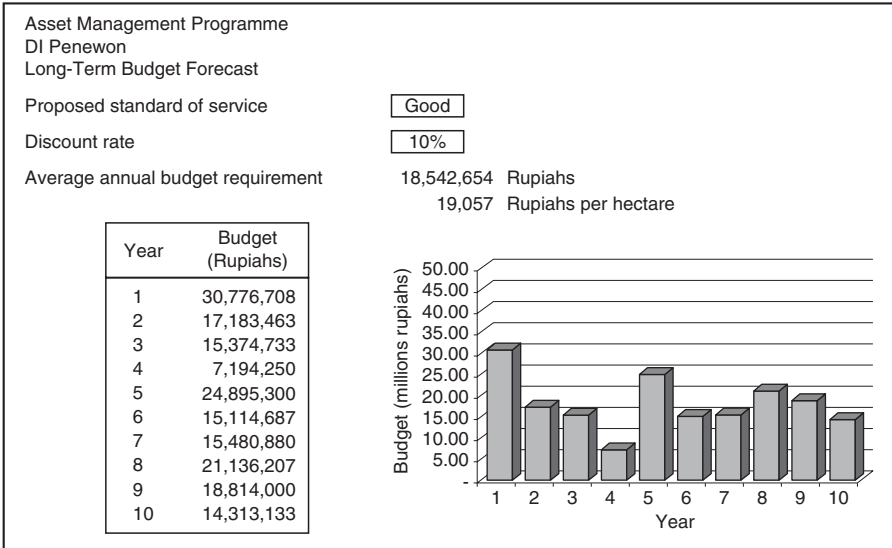 Asset Management Programme
DI Penewon
Long-Term Budget Forecast
Proposed standard of service Good
Discount rate 10%
Average annual budget requirement 18,542,654 Rupiahs
19,057 Rupiahs per hectare
Year Budget
(Rupiahs)
1 30,776,708
2 17,183,463
3 15,374,733
4 7,194,250
5 24,895,300
6 15,114,687
7 15,480,880
8 21,136,207
9 18,814,000
10 14,313,133
Budget (millions rupiahs)
50.00
45.00
40.00
35.00
30.00
25.00
20.00
15.00
10.00
5.00
-
1 2 3 4 5 6 7 8 9 10
Year